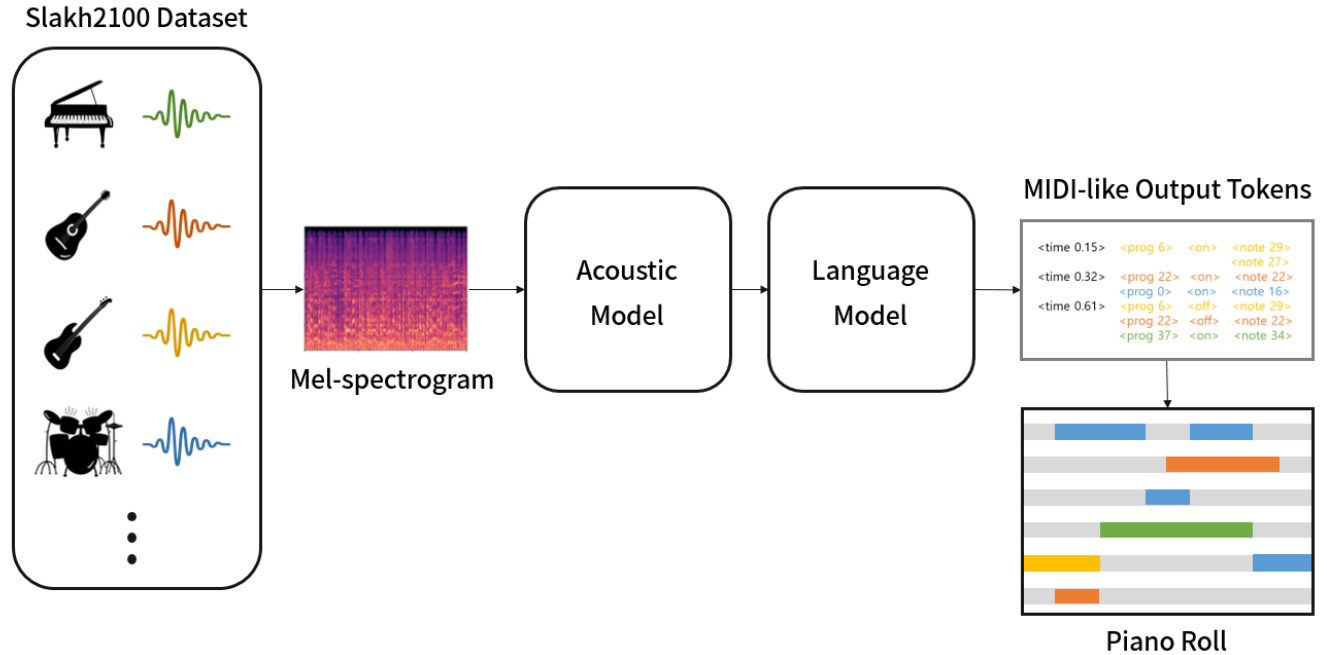 Slakh2100 Dataset
Mel-spectrogram
Acoustic
Model
Language
Model
MIDI-like Output Tokens
<time 0.15> <prog 6> <on> <note 29>
<note 27>
<time 0.32> <prog 22> <on> <note 22>
<prog 0> <on> <note 16>
<time 0.61> <prog 6> <off> <note 29>
<prog 22> <off> <note 22>
<prog 37> <on> <note 34>
Piano Roll